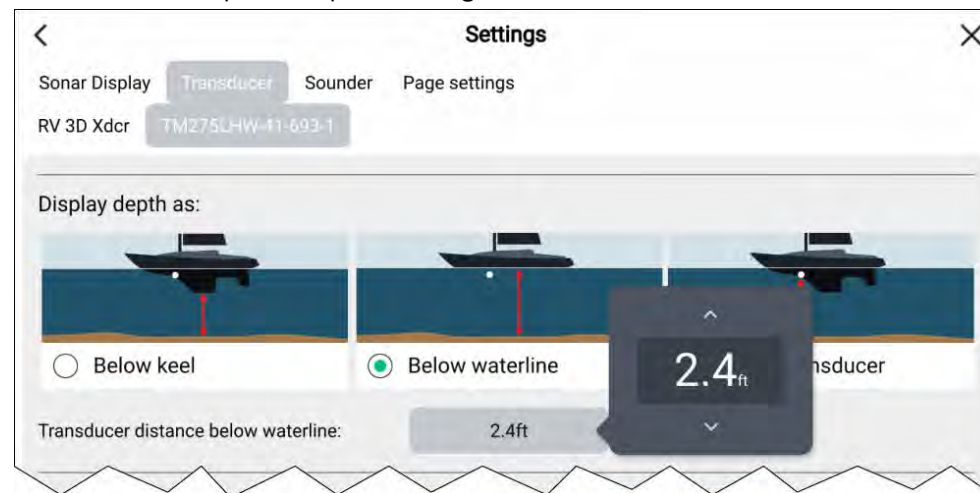 Settings
Sonar Display Transducer Sounder Page settings
RV 3D Xdcr TM275LHW-41-693-1
Display depth as:
Below keel Below waterline nsducer
Transducer distance below waterline: 2.4ft
2.4ft